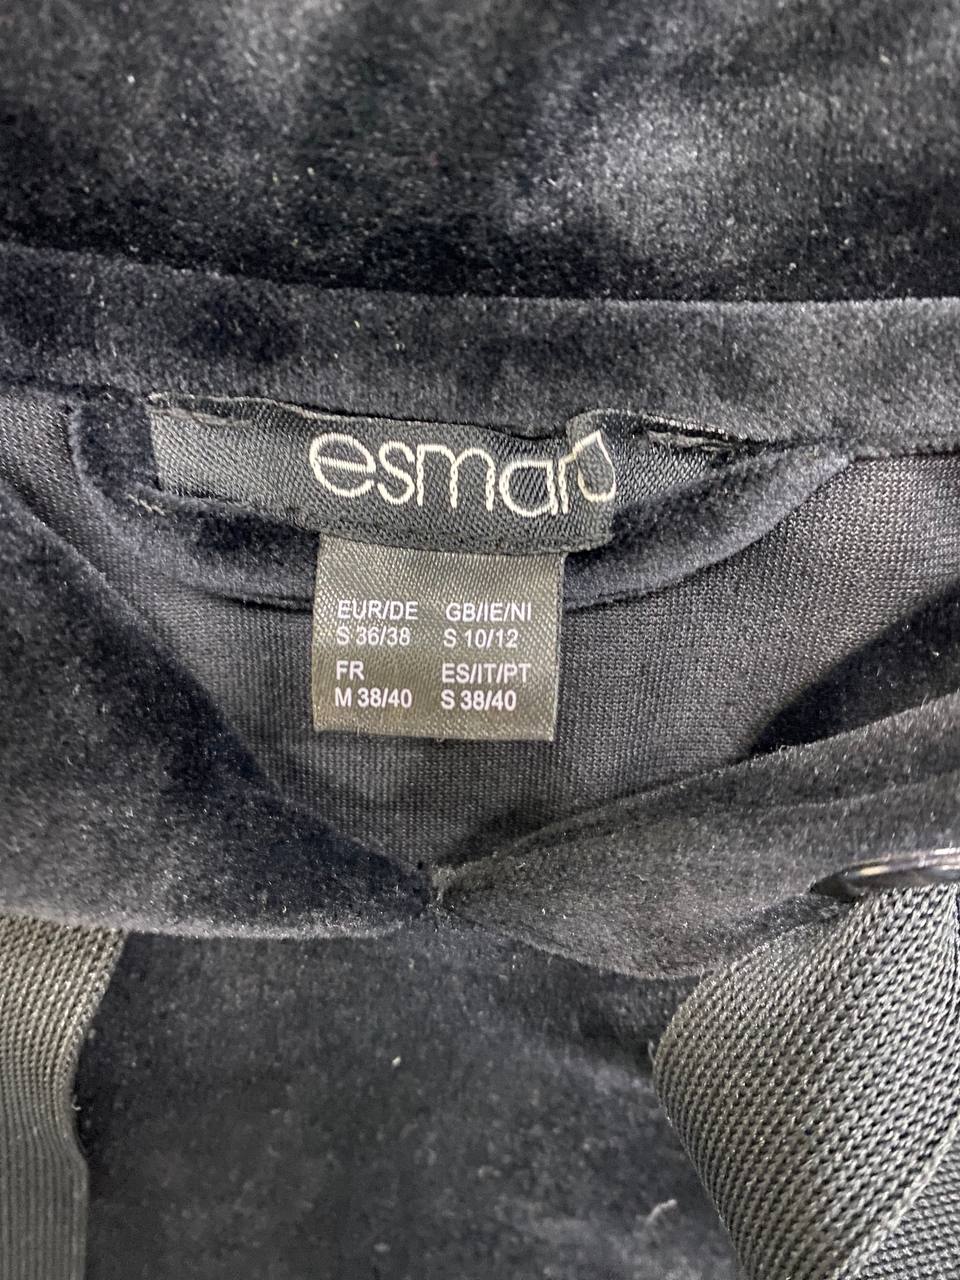 esmara
EUR/DE GB/IE/NI
S 36/38 S 10/12
FR ES/IT/PT
M 38/40 S 38/40